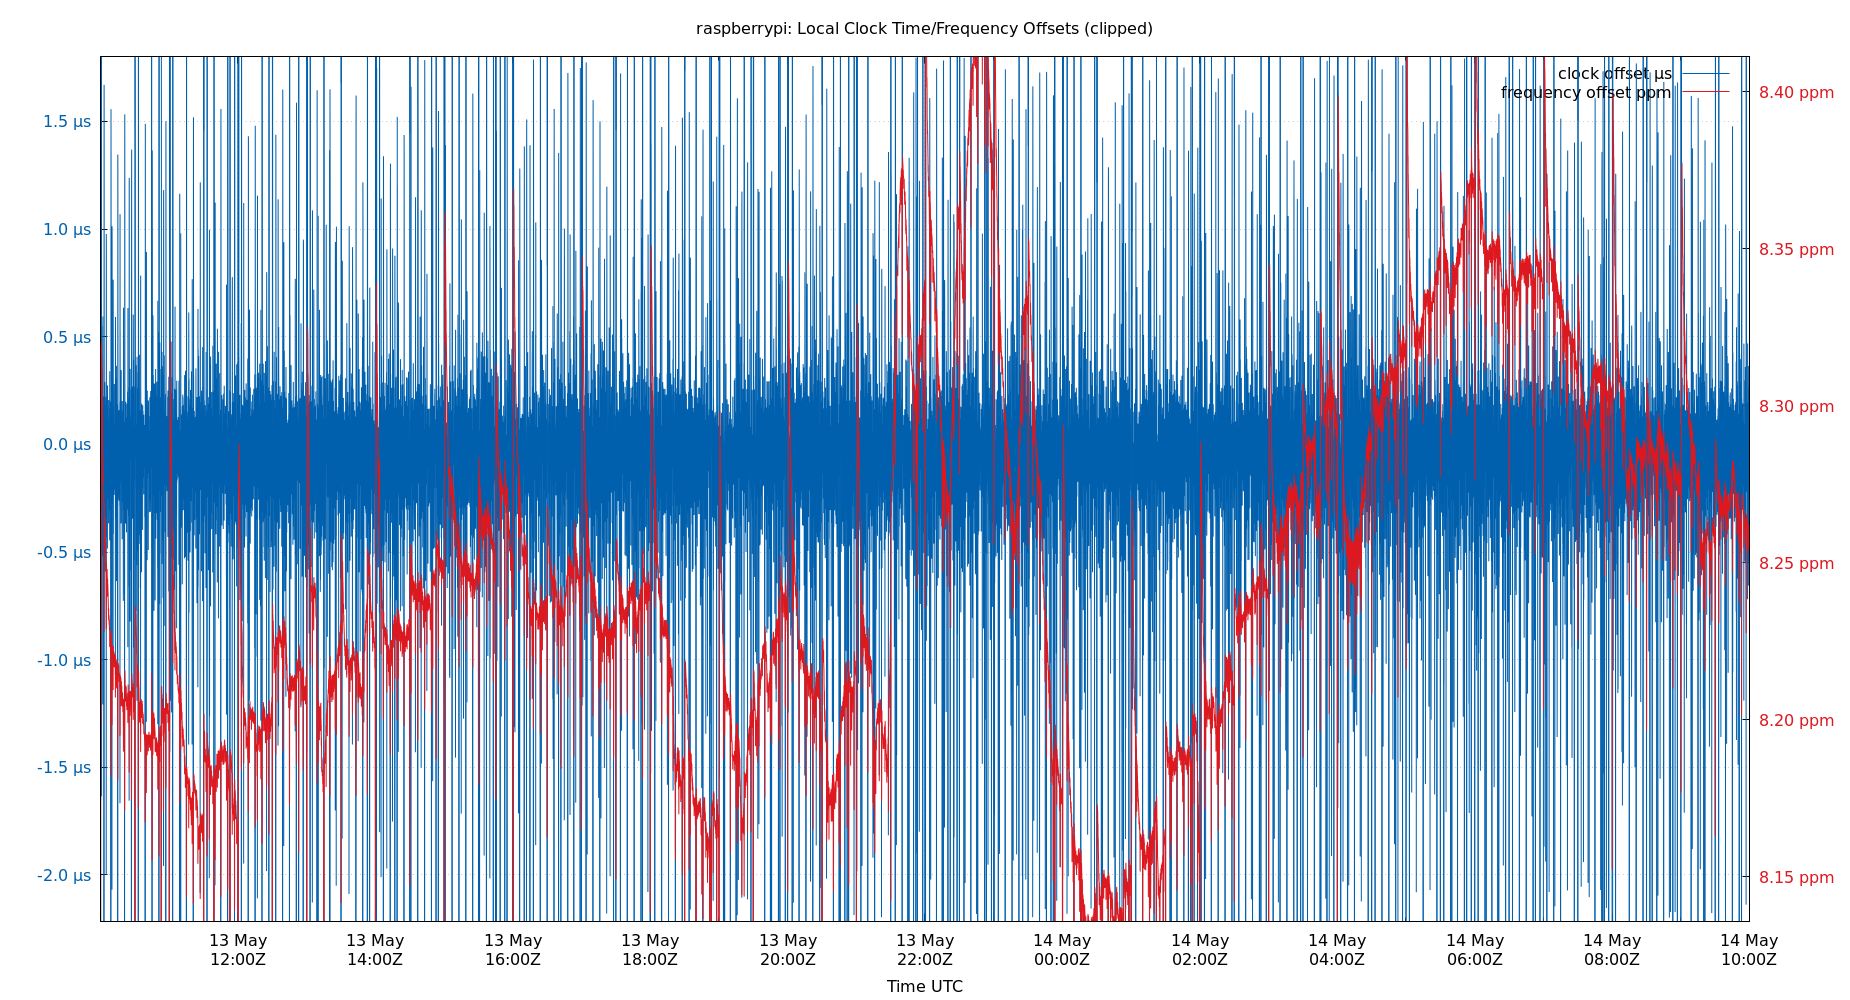 raspberrypi: Local Clock Time/Frequency Offsets (clipped)
clock offset µs
frequency offset ppm
1.5 µs
1.0 µs
0.5 µs
0.0 µs
-0.5 µs
-1.0 µs
-1.5 µs
-2.0 µs
8.40 ppm
8.35 ppm
8.30 ppm
8.25 ppm
8.20 ppm
8.15 ppm
13 May 13 May 13 May 13 May 13 May 13 May 14 May 14 May 14 May 14 May 14 May 14 May
12:00Z 14:00Z 16:00Z 18:00Z 20:00Z 22:00Z 00:00Z 02:00Z 04:00Z 06:00Z 08:00Z 10:00Z
Time UTC